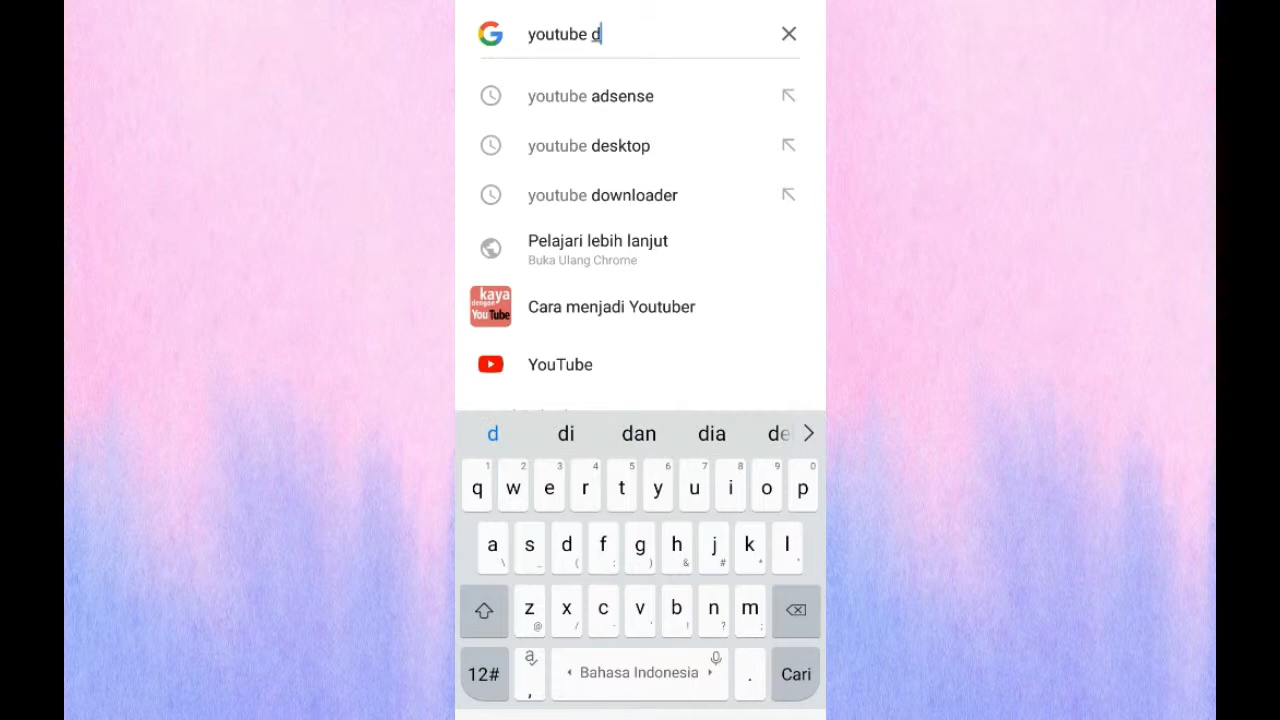 youtube d
youtube adsense
youtube desktop
youtube downloader
Pelajari lebih lanjut
Buka Ulang Chrome
kaya
dengan
YouTube
Cara menjadi Youtuber
YouTube
d di dan dia de
1 2 3 4 5 6 7 8 9 0
q w e r t y u i o p
a s d f g h j k l
\ _ ( : ) & # * "
z x c v b n m
@ / - ' ! ? ;
12# a , Bahasa Indonesia . Cari